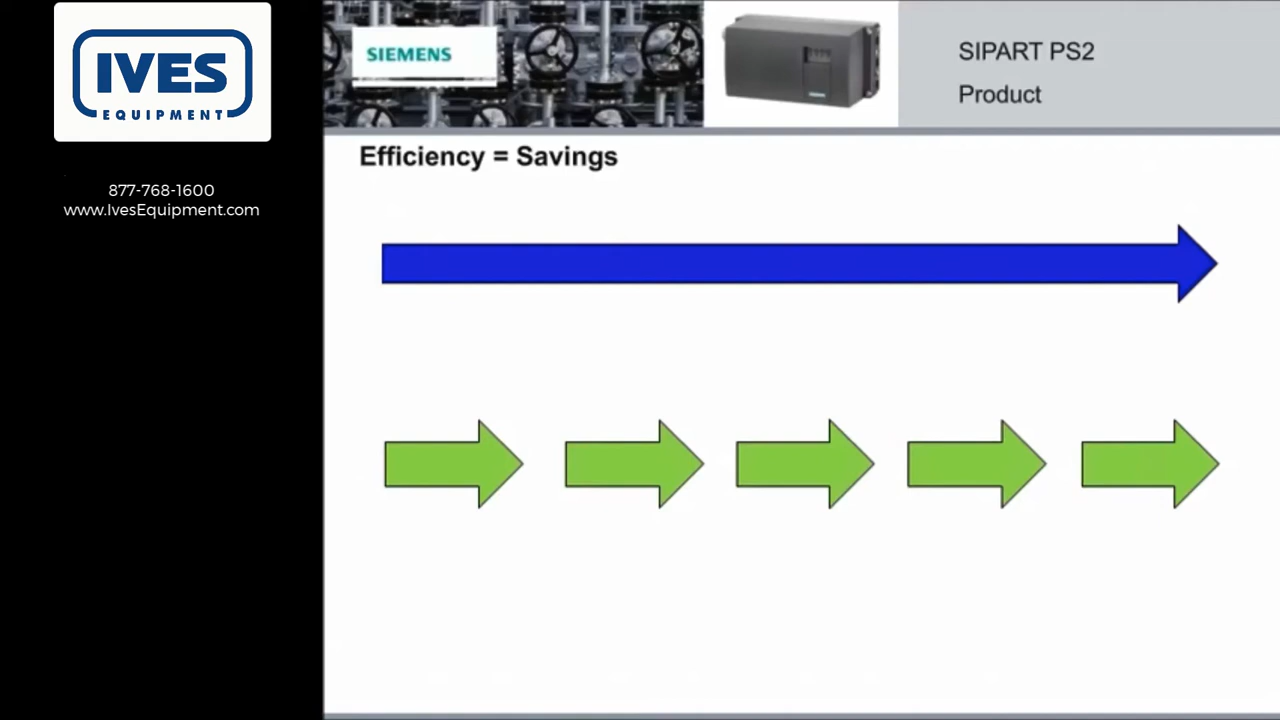 IVES
EQUIPMENT
877-768-1600
www.IvesEquipment.com
SIEMENS
SIPART PS2
Product
Efficiency = Savings